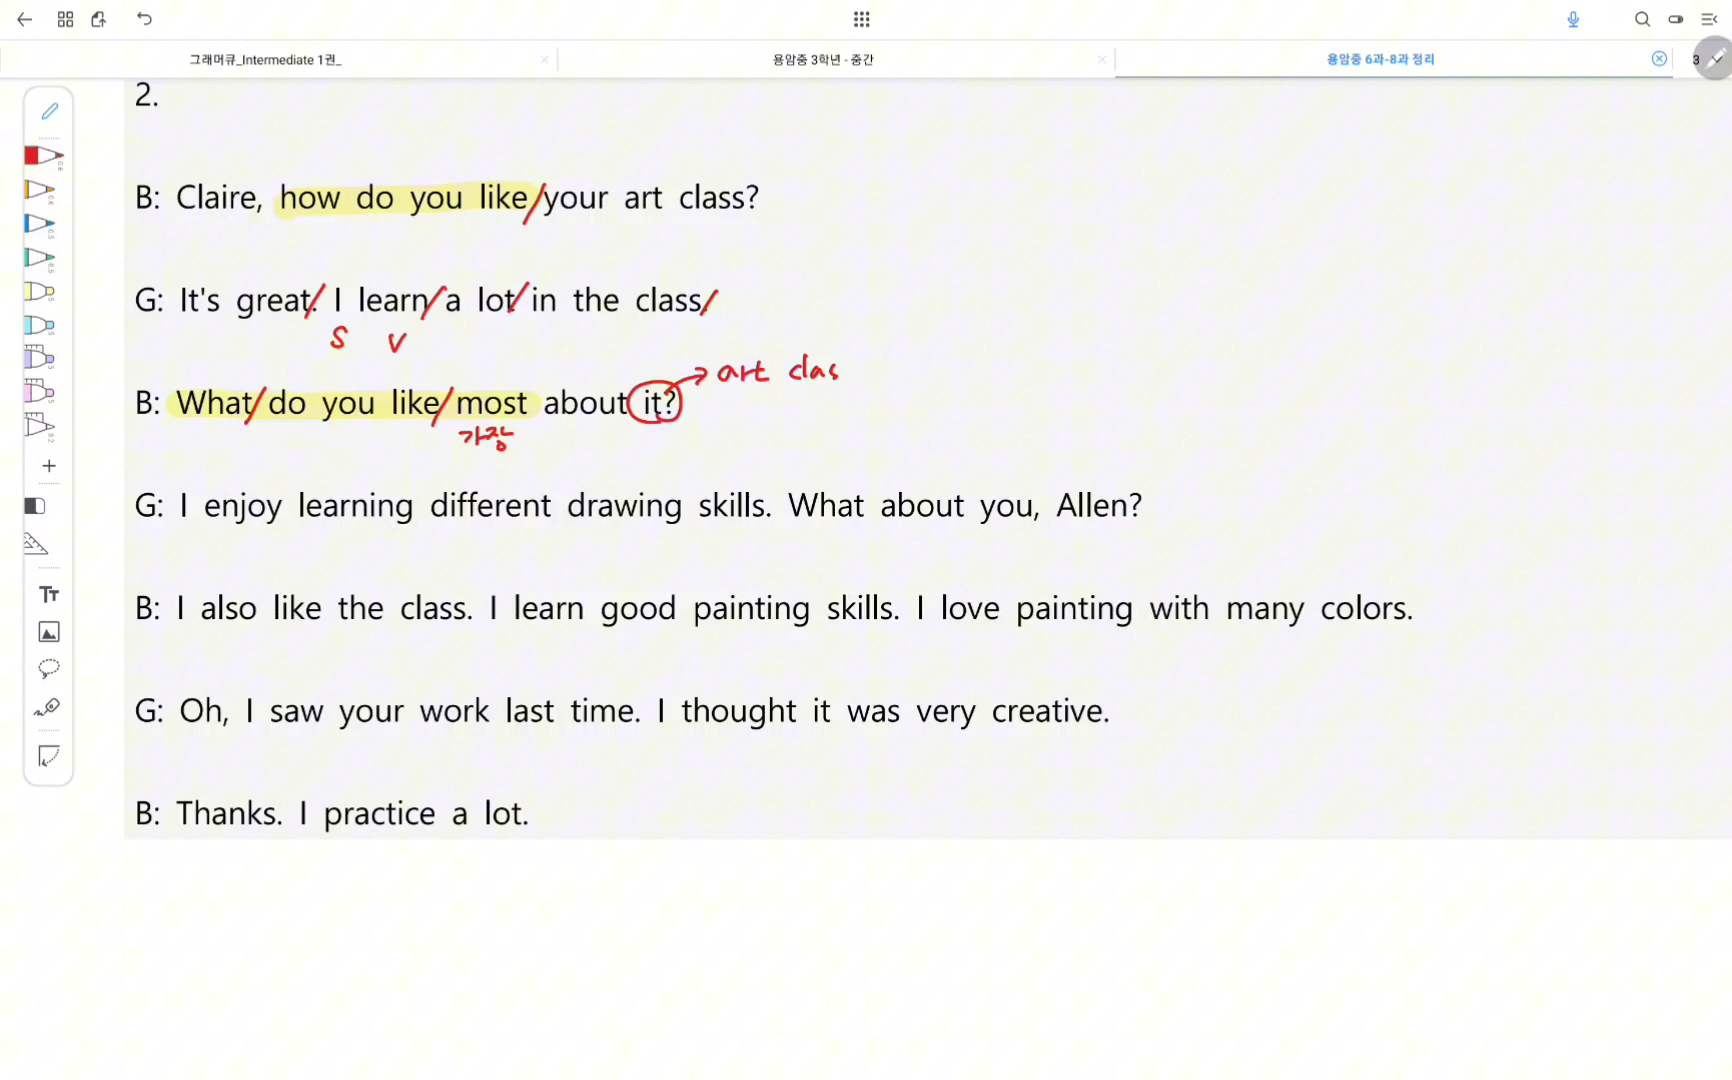 그래머큐_Intermediate 1권_
용암중 3학년 - 중간
용암중 6과-8과 정리
3
2.
B: Claire, how do you like your art class?
G: It's great. I learn a lot in the class.
S V
art clas
B: What do you like most about it?
가장
G: I enjoy learning different drawing skills. What about you, Allen?
B: I also like the class. I learn good painting skills. I love painting with many colors.
G: Oh, I saw your work last time. I thought it was very creative.
B: Thanks. I practice a lot.